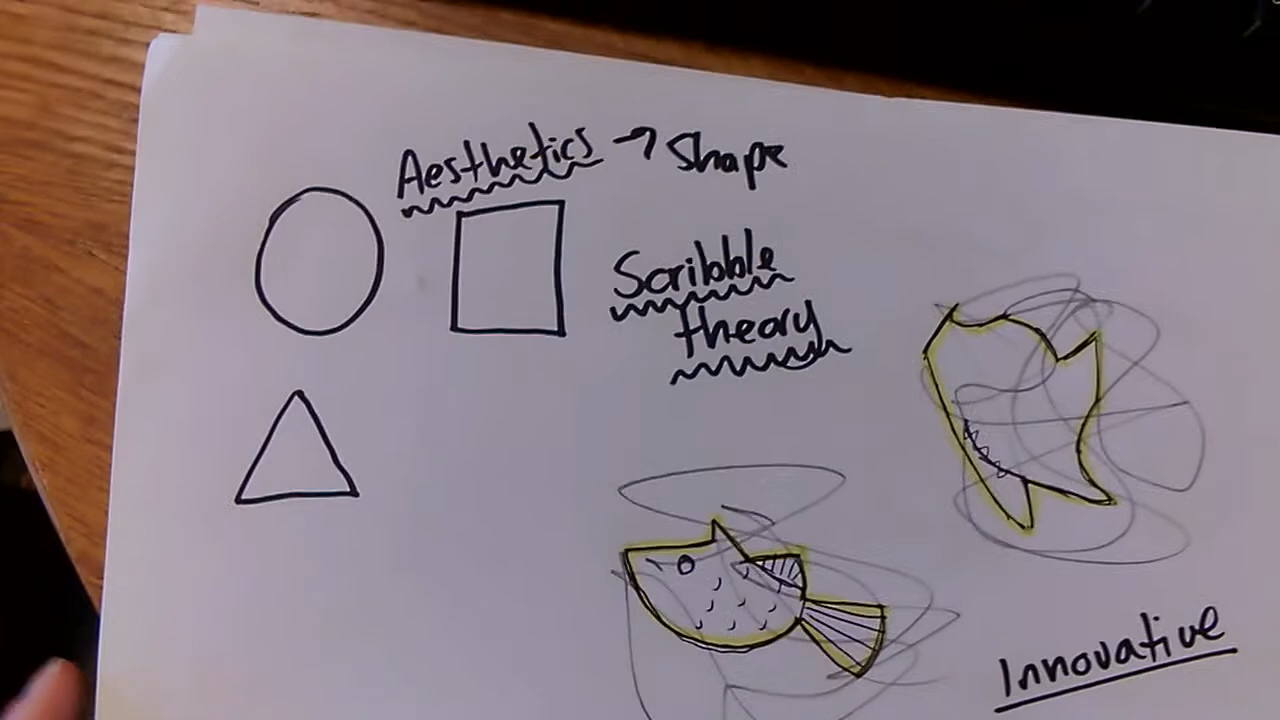 Aesthetics → Shape
Scribble
theory
Innovative